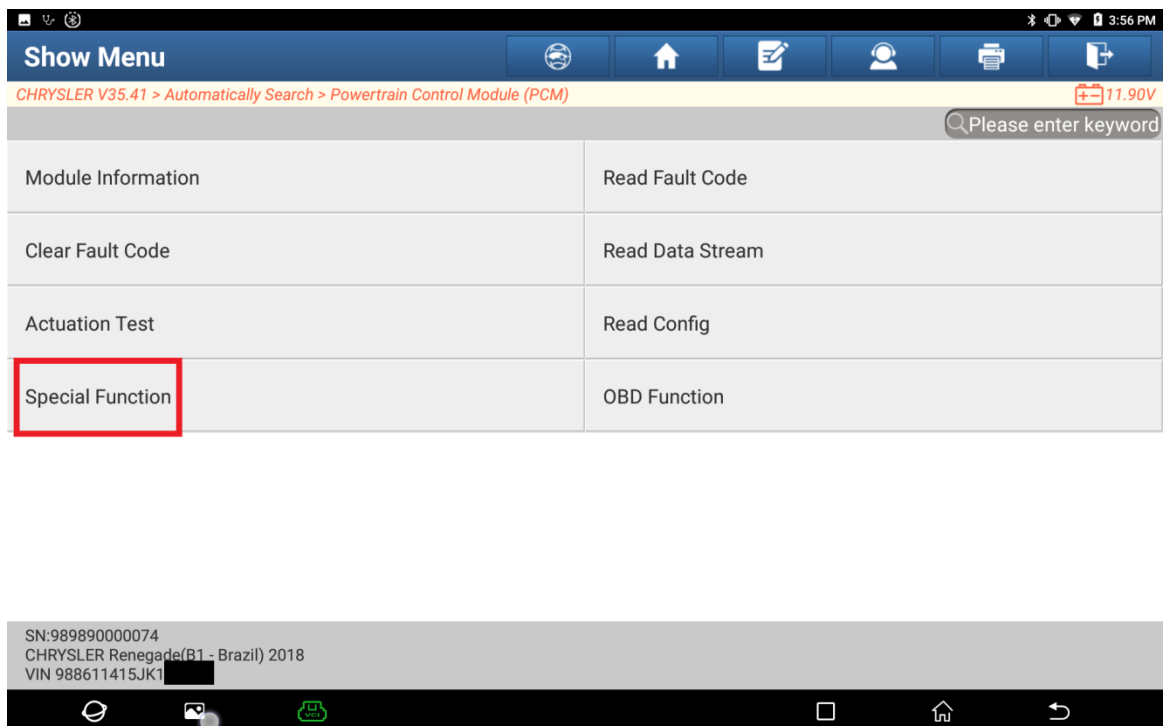 3:56 PM
Show Menu
CHRYSLER V35.41 > Automatically Search > Powertrain Control Module (PCM)
11.90V
Please enter keyword
Module Information
Read Fault Code
Clear Fault Code
Read Data Stream
Actuation Test
Read Config
Special Function
OBD Function
SN:989890000074
CHRYSLER Renegade(B1 - Brazil) 2018
VIN 988611415JK1
VCI